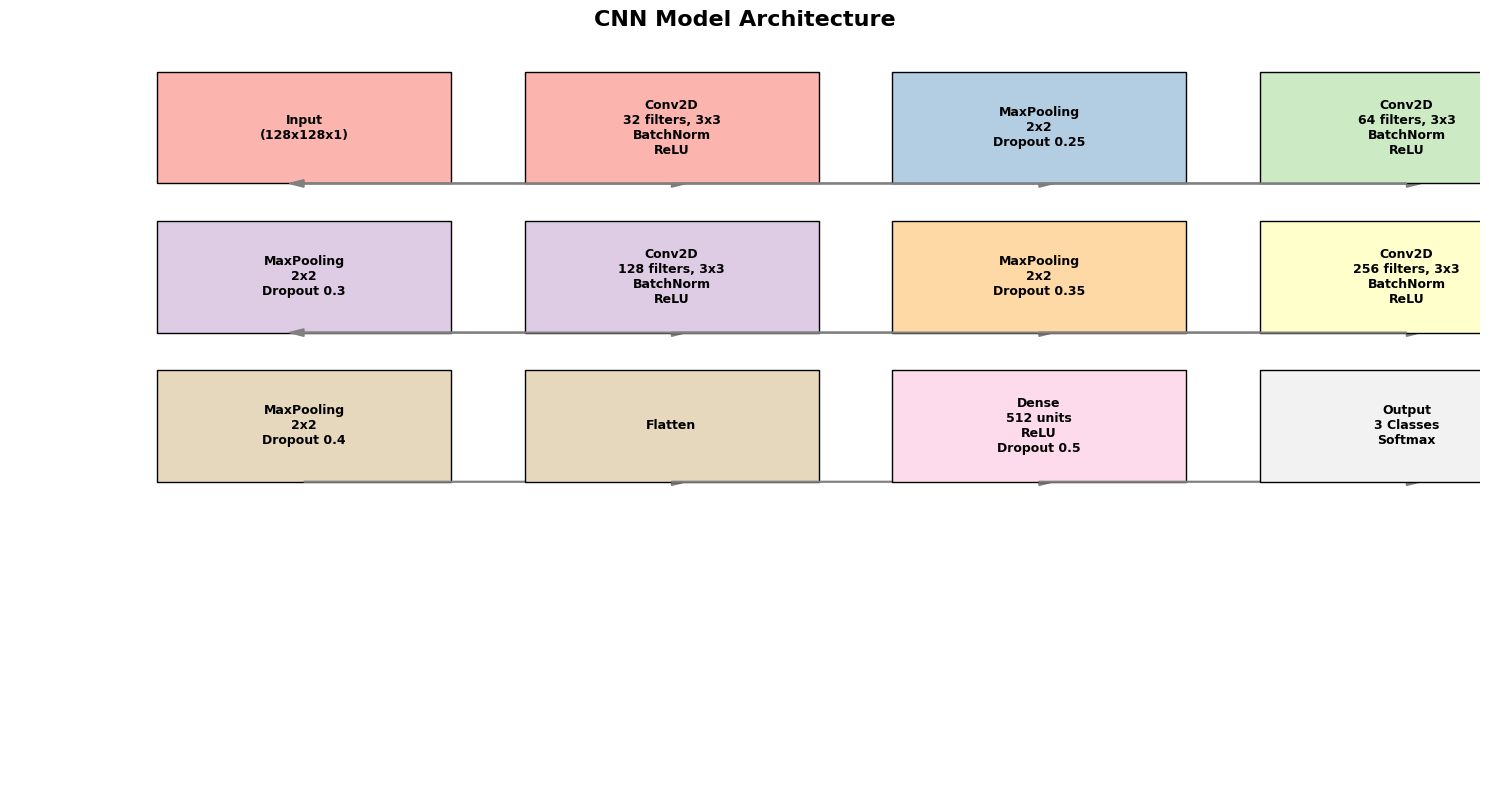 CNN Model Architecture
Input
(128x128x1)
Conv2D
32 filters, 3x3
BatchNorm
ReLU
MaxPooling
2x2
Dropout 0.25
Conv2D
64 filters, 3x3
BatchNorm
ReLU
MaxPooling
2x2
Dropout 0.3
Conv2D
128 filters, 3x3
BatchNorm
ReLU
MaxPooling
2x2
Dropout 0.35
Conv2D
256 filters, 3x3
BatchNorm
ReLU
MaxPooling
2x2
Dropout 0.4
Flatten
Dense
512 units
ReLU
Dropout 0.5
Output
3 Classes
Softmax